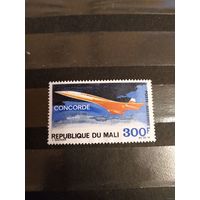 CONCORDE
REPUBLIQUE DU MALI 300F